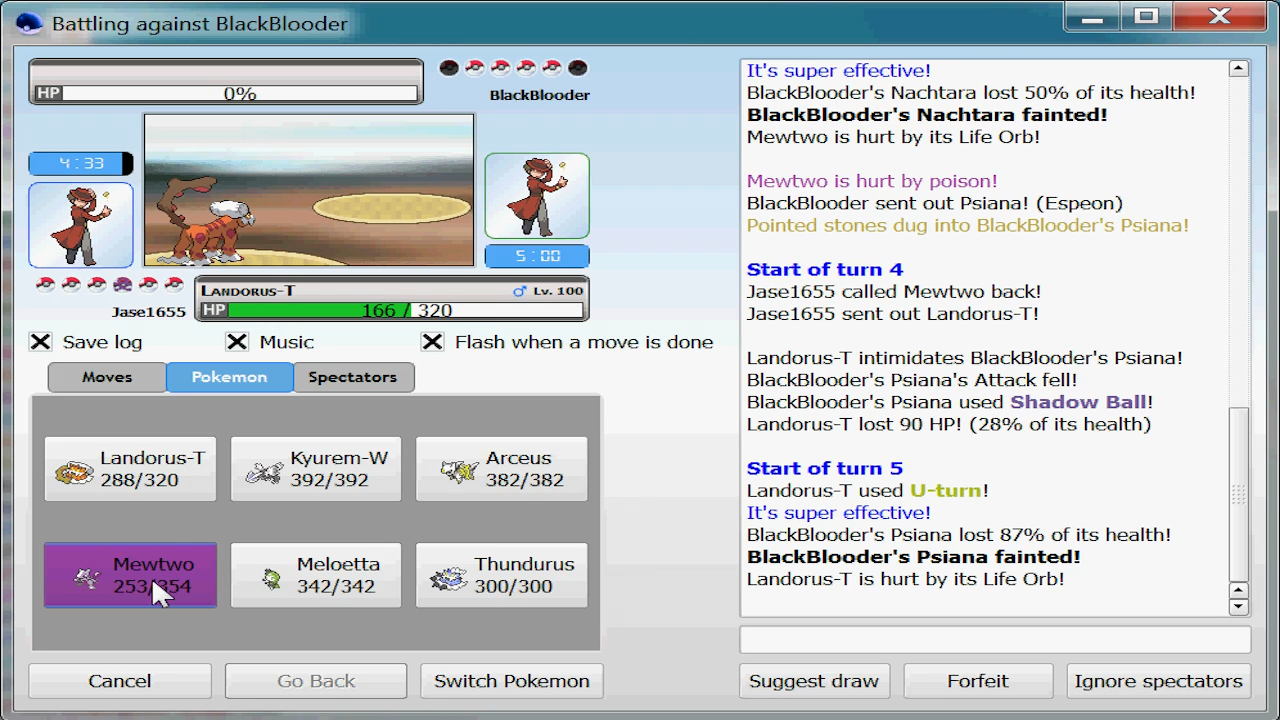 Battling against BlackBlooder
HP 0%
BlackBlooder
4:33
5:00
Jase1655
LANDORUS-T ♂ Lv. 100
HP 166 / 320
Save log
Music
Flash when a move is done
Moves
Pokemon
Spectators
Landorus-T
288/320
Kyurem-W
392/392
Arceus
382/382
Mewtwo
253/354
Meloetta
342/342
Thundurus
300/300
Cancel
Go Back
Switch Pokemon
It's super effective!
BlackBlooder's Nachtara lost 50% of its health!
BlackBlooder's Nachtara fainted!
Mewtwo is hurt by its Life Orb!
Mewtwo is hurt by poison!
BlackBlooder sent out Psiana! (Espeon)
Pointed stones dug into BlackBlooder's Psiana!
Start of turn 4
Jase1655 called Mewtwo back!
Jase1655 sent out Landorus-T!
Landorus-T intimidates BlackBlooder's Psiana!
BlackBlooder's Psiana's Attack fell!
BlackBlooder's Psiana used Shadow Ball!
Landorus-T lost 90 HP! (28% of its health)
Start of turn 5
Landorus-T used U-turn!
It's super effective!
BlackBlooder's Psiana lost 87% of its health!
BlackBlooder's Psiana fainted!
Landorus-T is hurt by its Life Orb!
Suggest draw
Forfeit
Ignore spectators